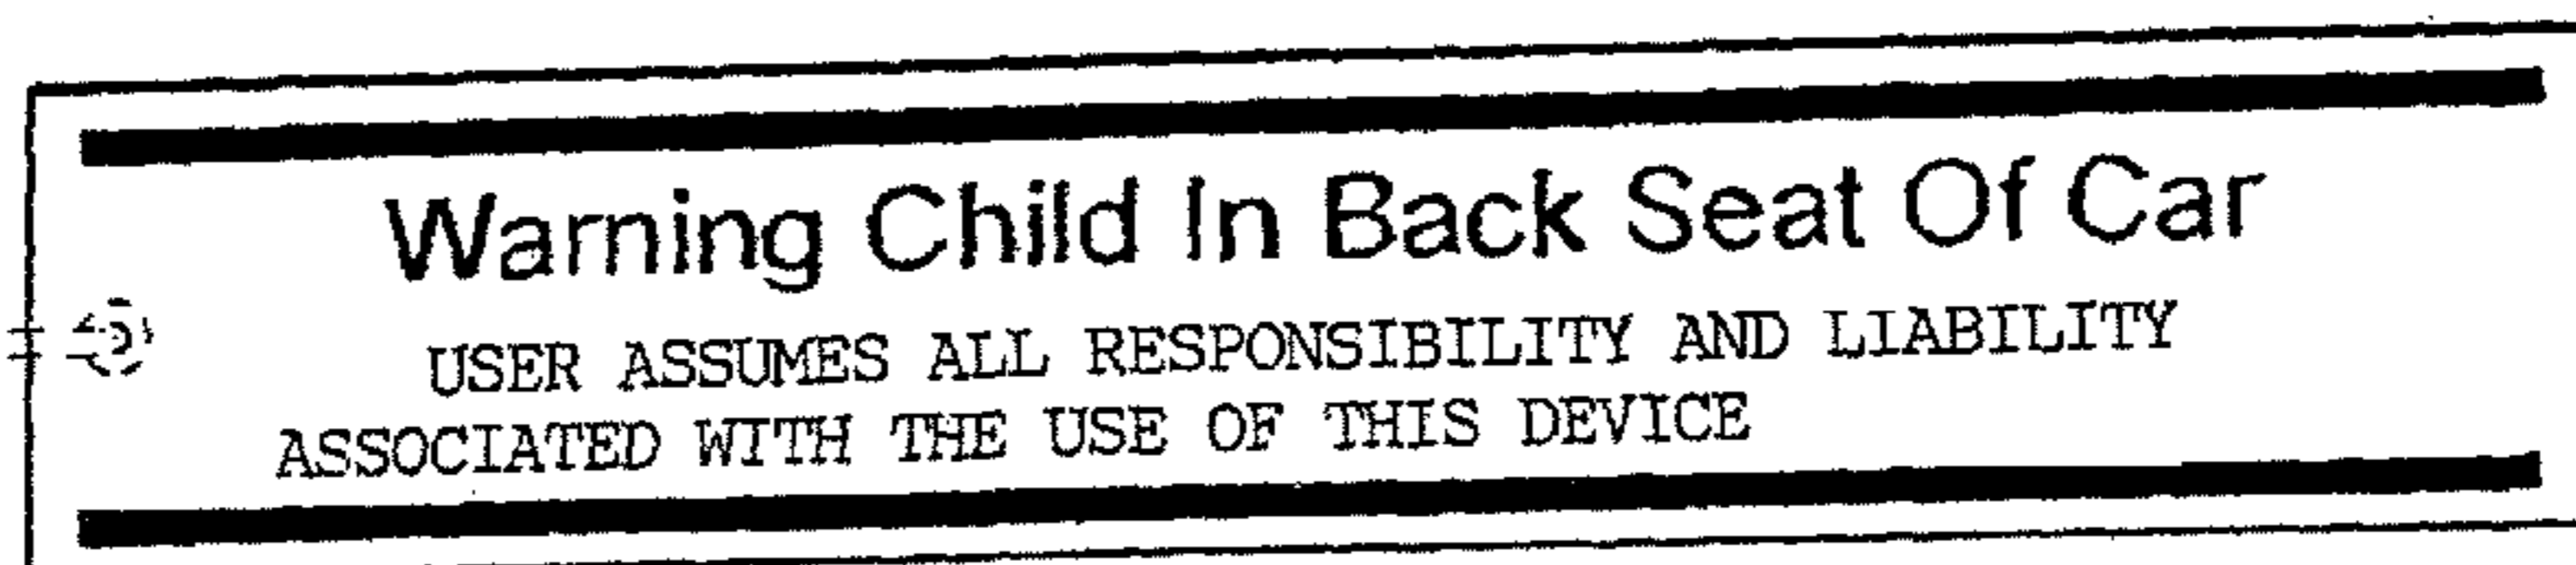 Warning Child In Back Seat Of Car
USER ASSUMES ALL RESPONSIBILITY AND LIABILITY
ASSOCIATED WITH THE USE OF THIS DEVICE